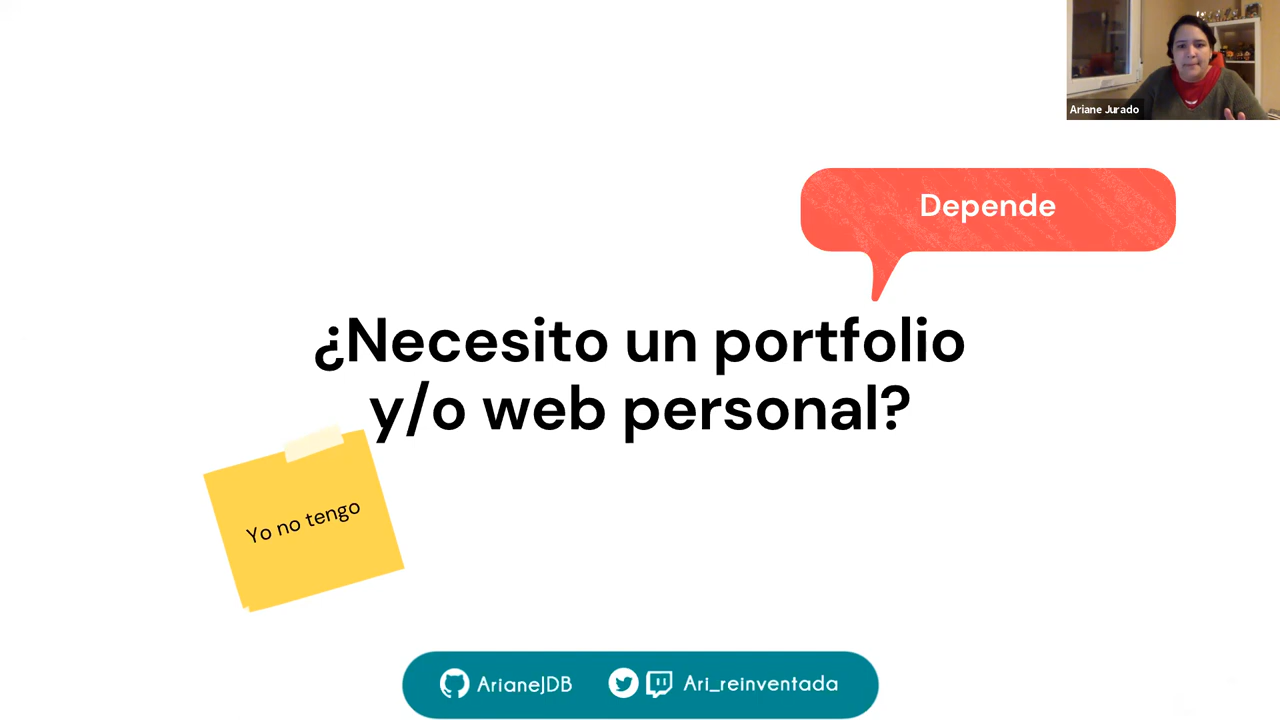 Ariane Jurado
Depende
¿Necesito un portfolio
y/o web personal?
Yo no tengo
ArianeJDB
Ari_reinventada